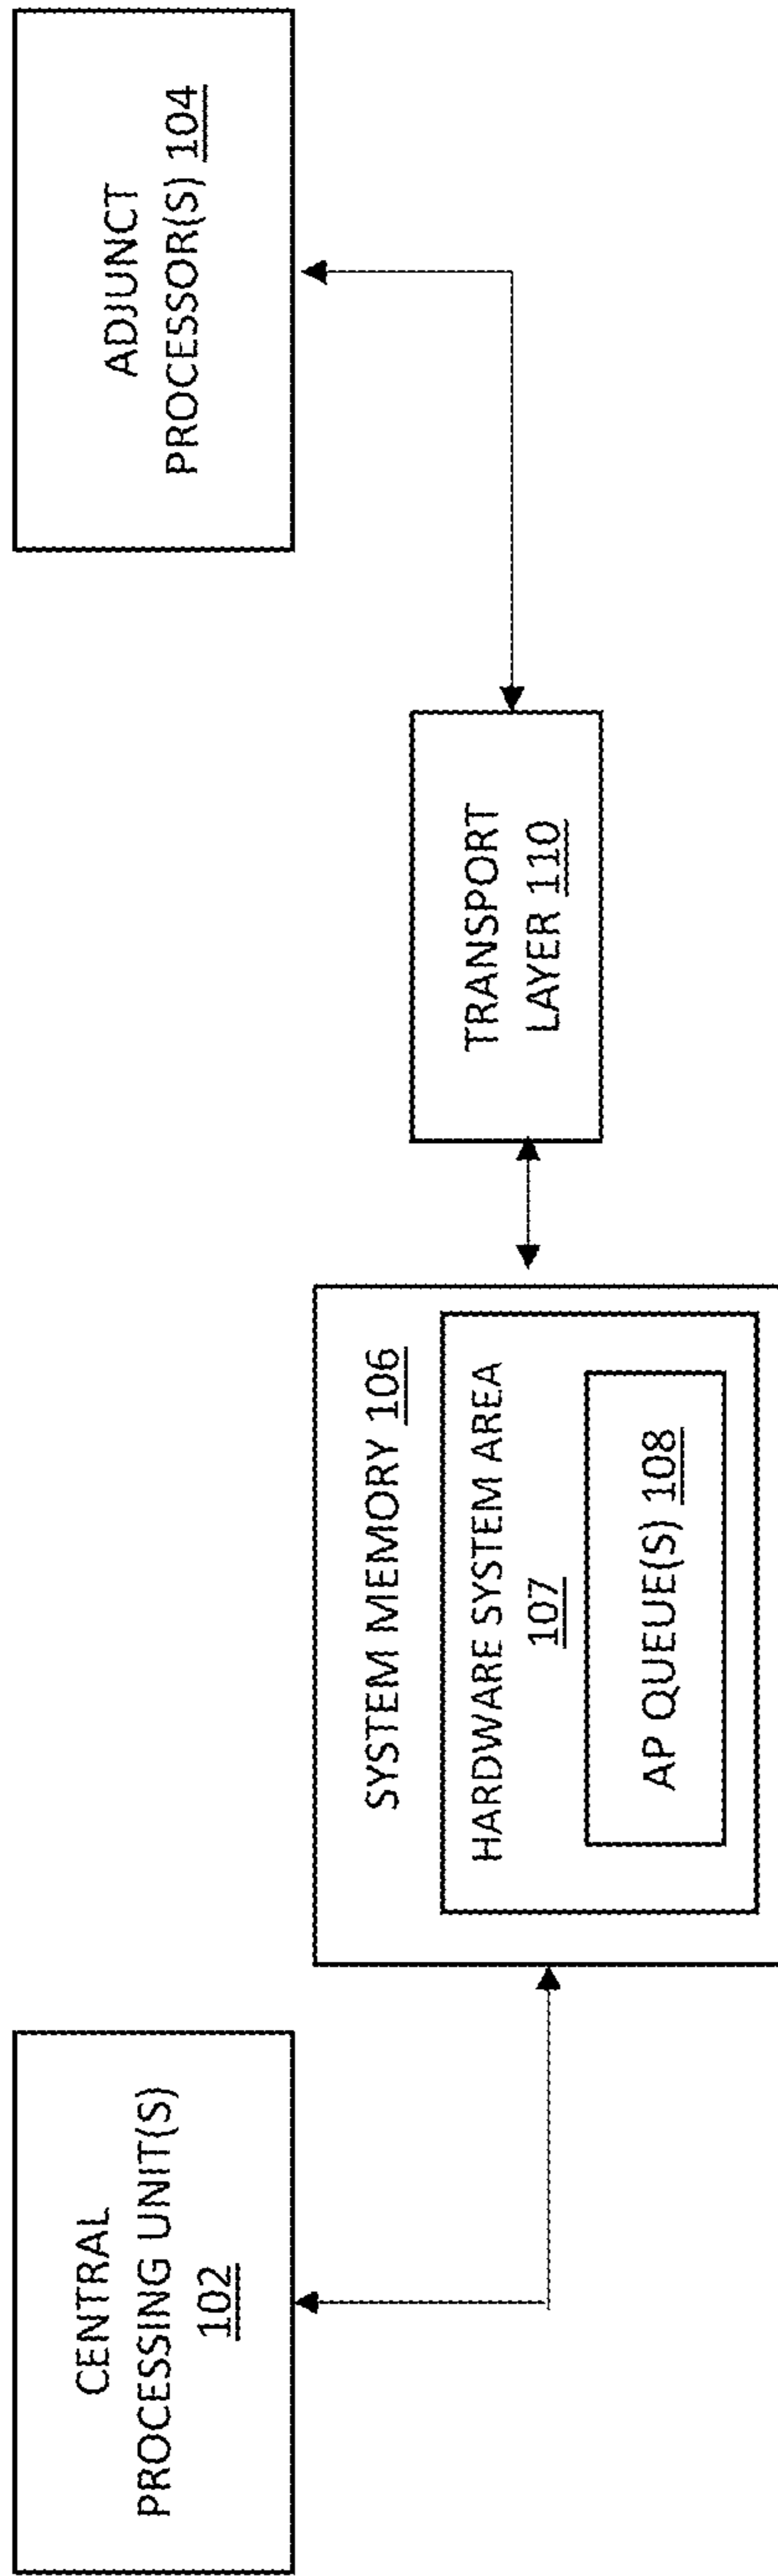 CENTRAL
PROCESSING UNIT(S)
102
SYSTEM MEMORY 106
HARDWARE SYSTEM AREA
107
AP QUEUE(S) 108
TRANSPORT
LAYER 110
ADJUNCT
PROCESSOR(S) 104